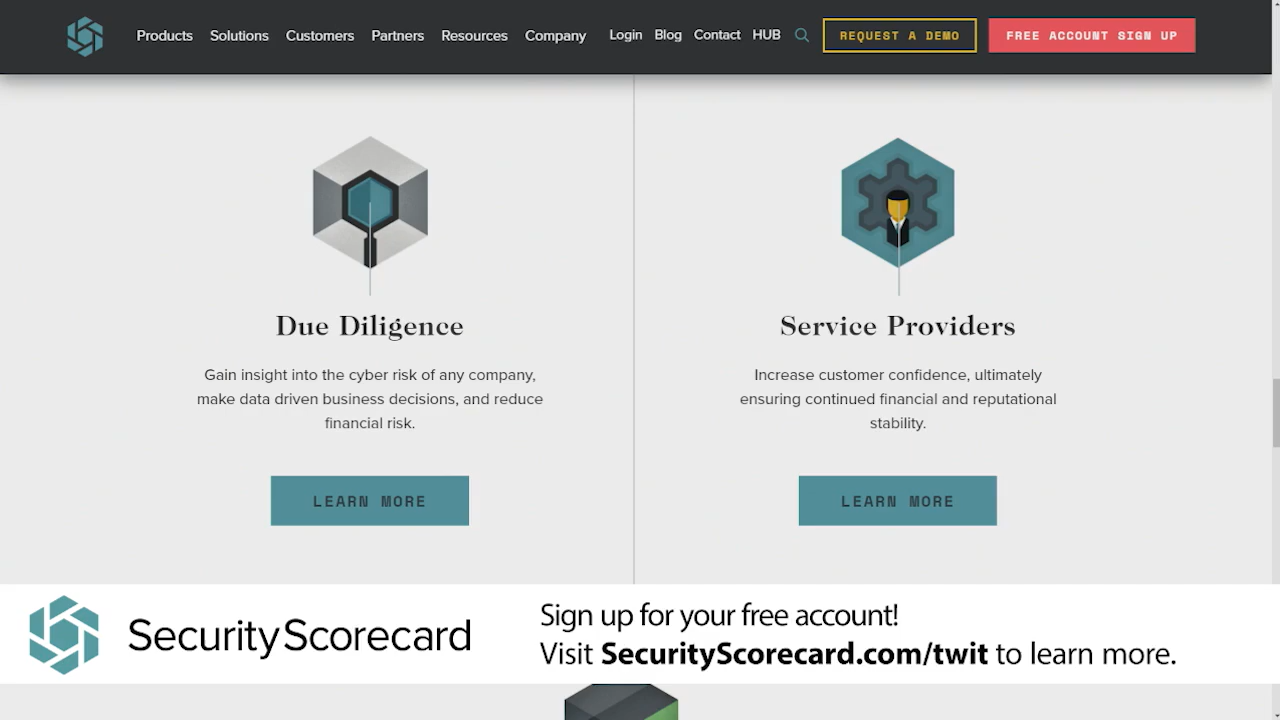 Products Solutions Customers Partners Resources Company Login Blog Contact HUB REQUEST A DEMO FREE ACCOUNT SIGN UP
Due Diligence
Gain insight into the cyber risk of any company,
make data driven business decisions, and reduce
financial risk.
LEARN MORE
Service Providers
Increase customer confidence, ultimately
ensuring continued financial and reputational
stability.
LEARN MORE
SecurityScorecard
Sign up for your free account!
Visit SecurityScorecard.com/twit to learn more.